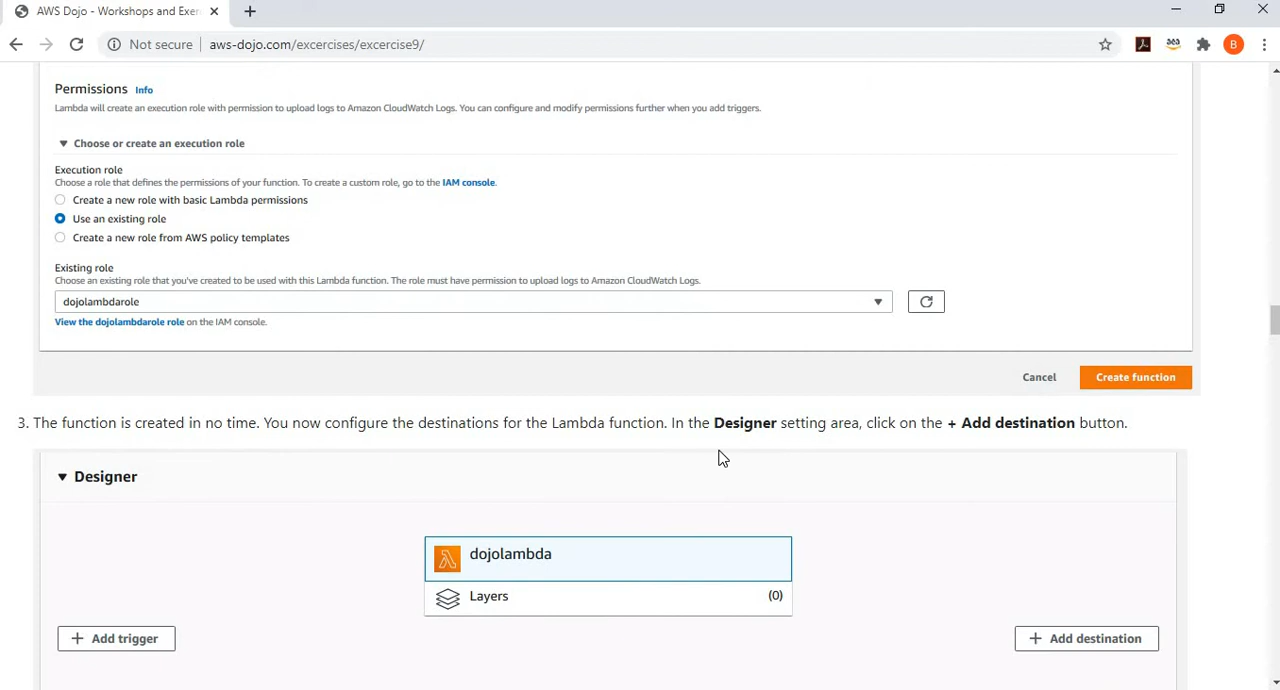 AWS Dojo - Workshops and Exer
Not secure | aws-dojo.com/excercises/excercise9/
B
Permissions Info
Lambda will create an execution role with permission to upload logs to Amazon CloudWatch Logs. You can configure and modify permissions further when you add triggers.
Choose or create an execution role
Execution role
Choose a role that defines the permissions of your function. To create a custom role, go to the IAM console.
Create a new role with basic Lambda permissions
Use an existing role
Create a new role from AWS policy templates
Existing role
Choose an existing role that you've created to be used with this Lambda function. The role must have permission to upload logs to Amazon CloudWatch Logs.
dojolambdarole
View the dojolambdarole role on the IAM console.
Cancel Create function
3. The function is created in no time. You now configure the destinations for the Lambda function. In the Designer setting area, click on the + Add destination button.
Designer
dojolambda
Layers (0)
+ Add trigger + Add destination